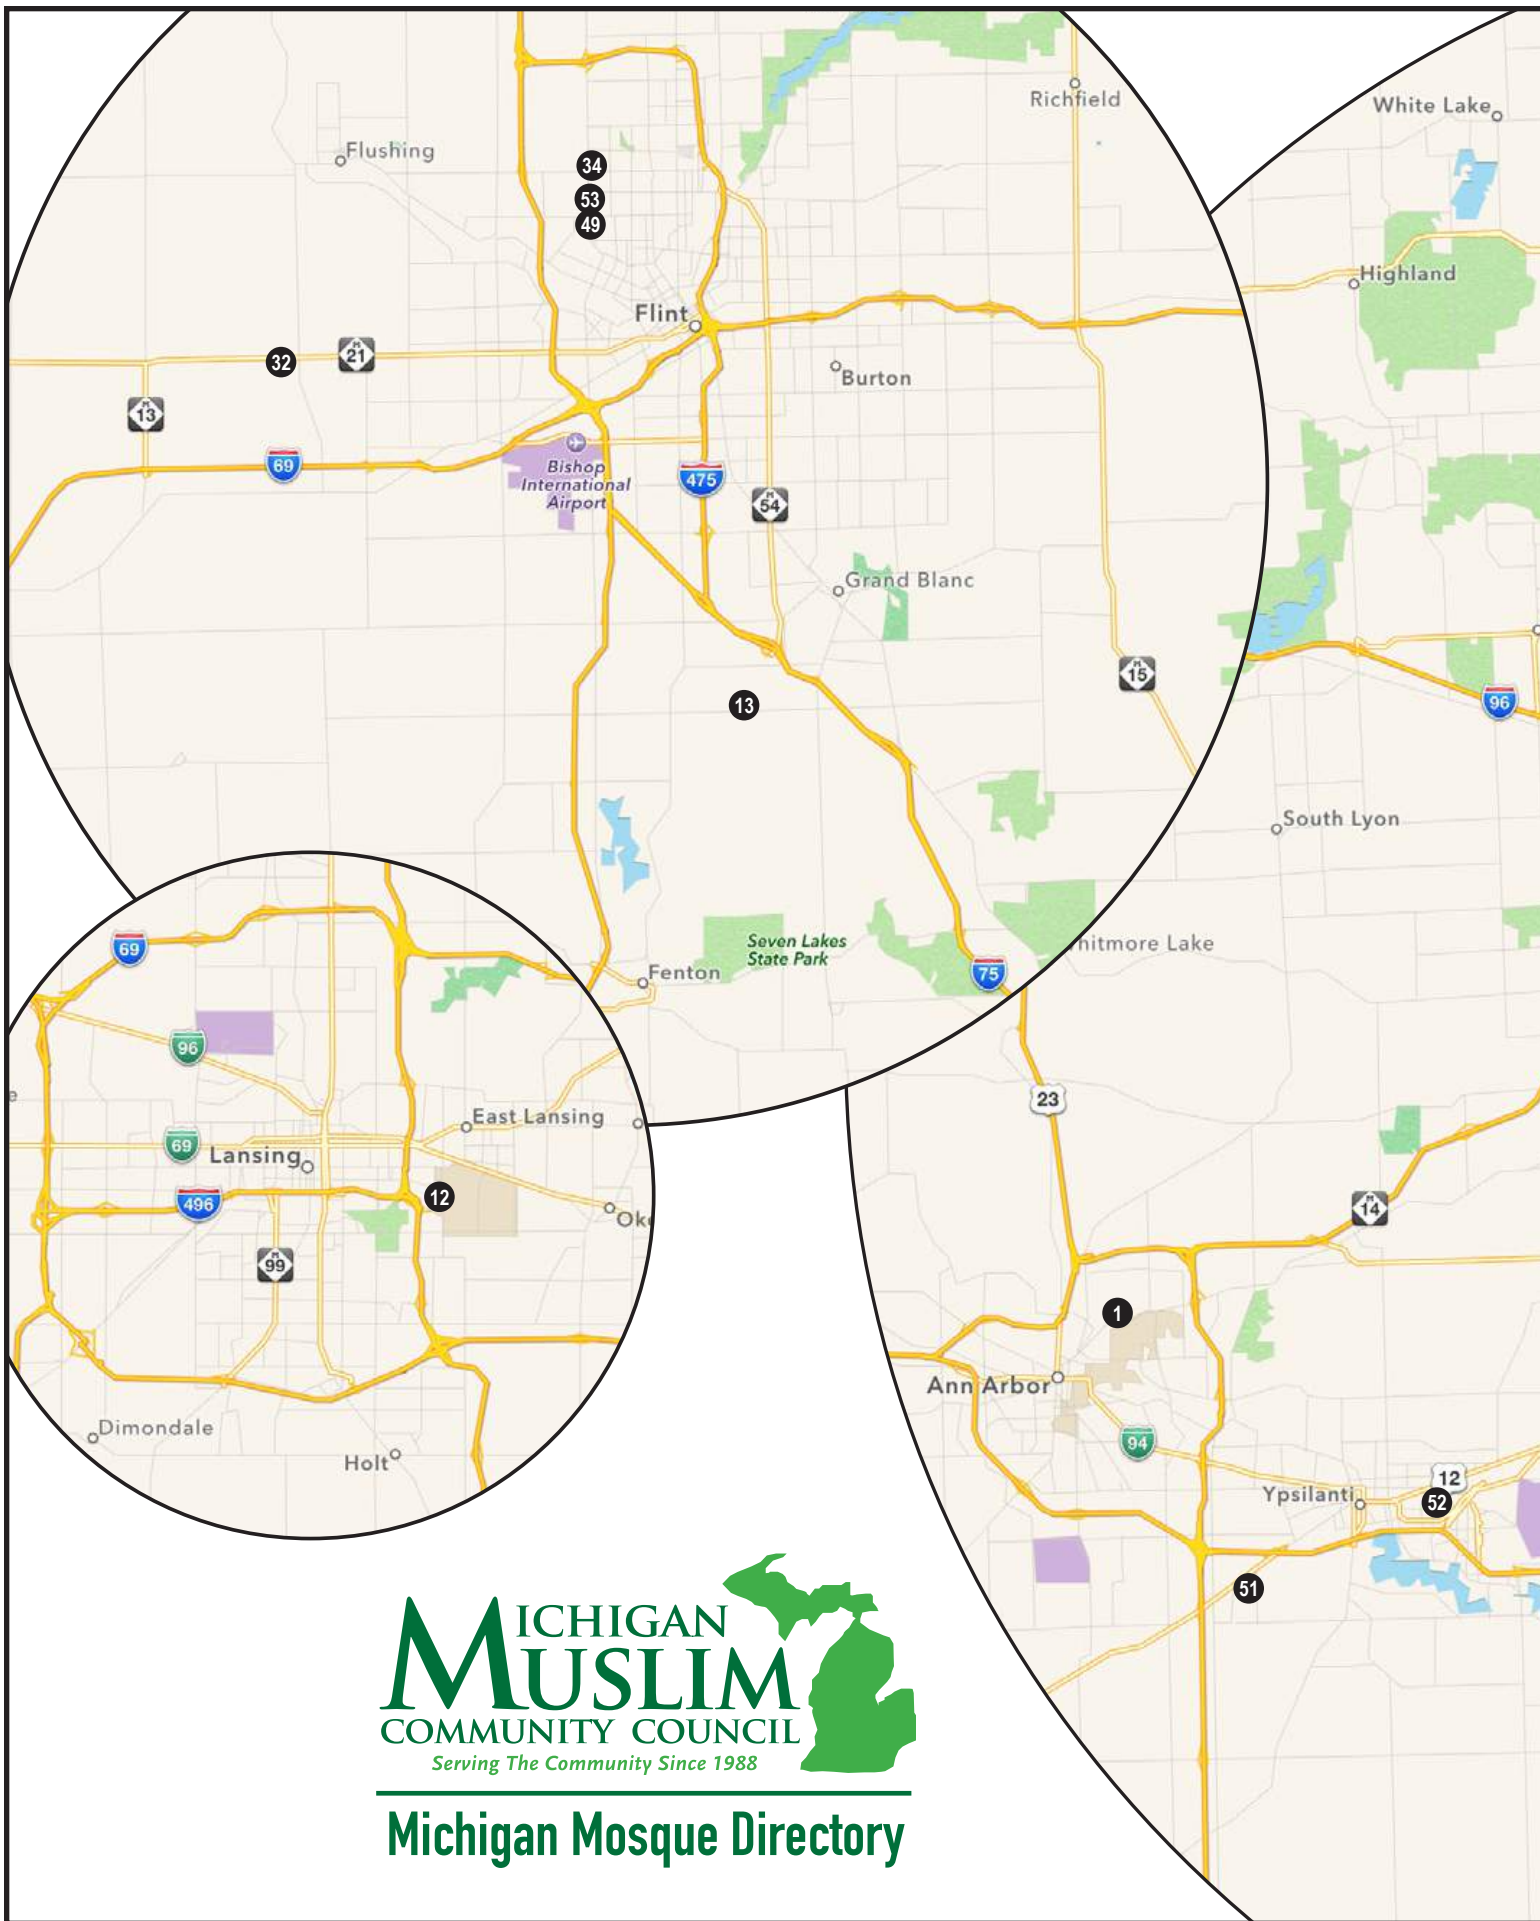 Richfield
White Lake
Flushing
34
53
49
Highland
Flint
32
M
21
Burton
M
13
69
Bishop
International
Airport
475
M
54
Grand Blanc
M
15
96
13
South Lyon
Seven Lakes
State Park
hitmore Lake
Fenton
75
69
96
23
East Lansing
69
Lansing
496
12
Ok
M
14
M
99
1
Ann Arbor
Dimondale
Holt
94
12
Ypsilanti
52
51
MICHIGAN
MUSLIM
COMMUNITY COUNCIL
Serving The Community Since 1988
Michigan Mosque Directory